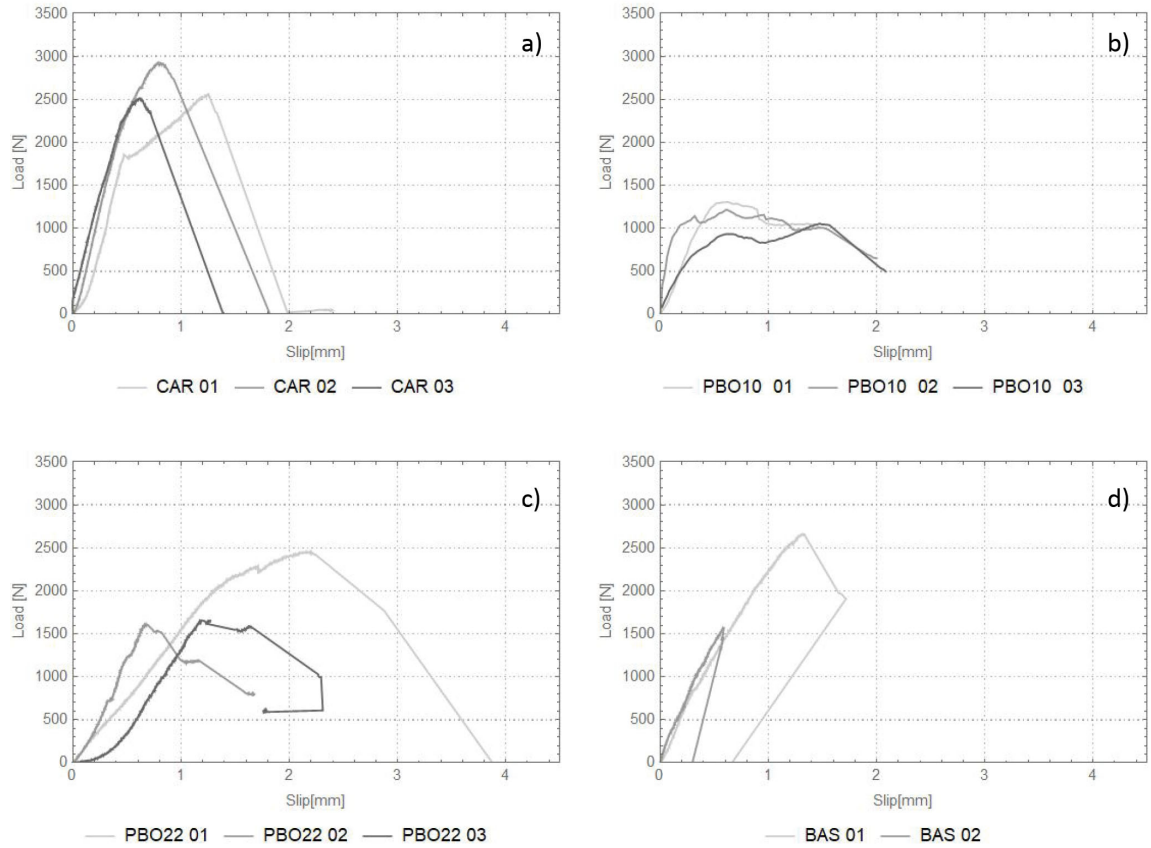 a)
3500
3000
2500
2000
1500
1000
500
0
Load [N]
0 1 2 3 4
Slip[mm]
CAR 01 CAR 02 CAR 03
b)
3500
3000
2500
2000
1500
1000
500
0
Load [N]
0 1 2 3 4
Slip[mm]
PBO10 01 PBO10 02 PBO10 03
c)
3500
3000
2500
2000
1500
1000
500
0
Load [N]
0 1 2 3 4
Slip[mm]
PBO22 01 PBO22 02 PBO22 03
d)
3500
3000
2500
2000
1500
1000
500
0
Load [N]
0 1 2 3 4
Slip[mm]
BAS 01 BAS 02